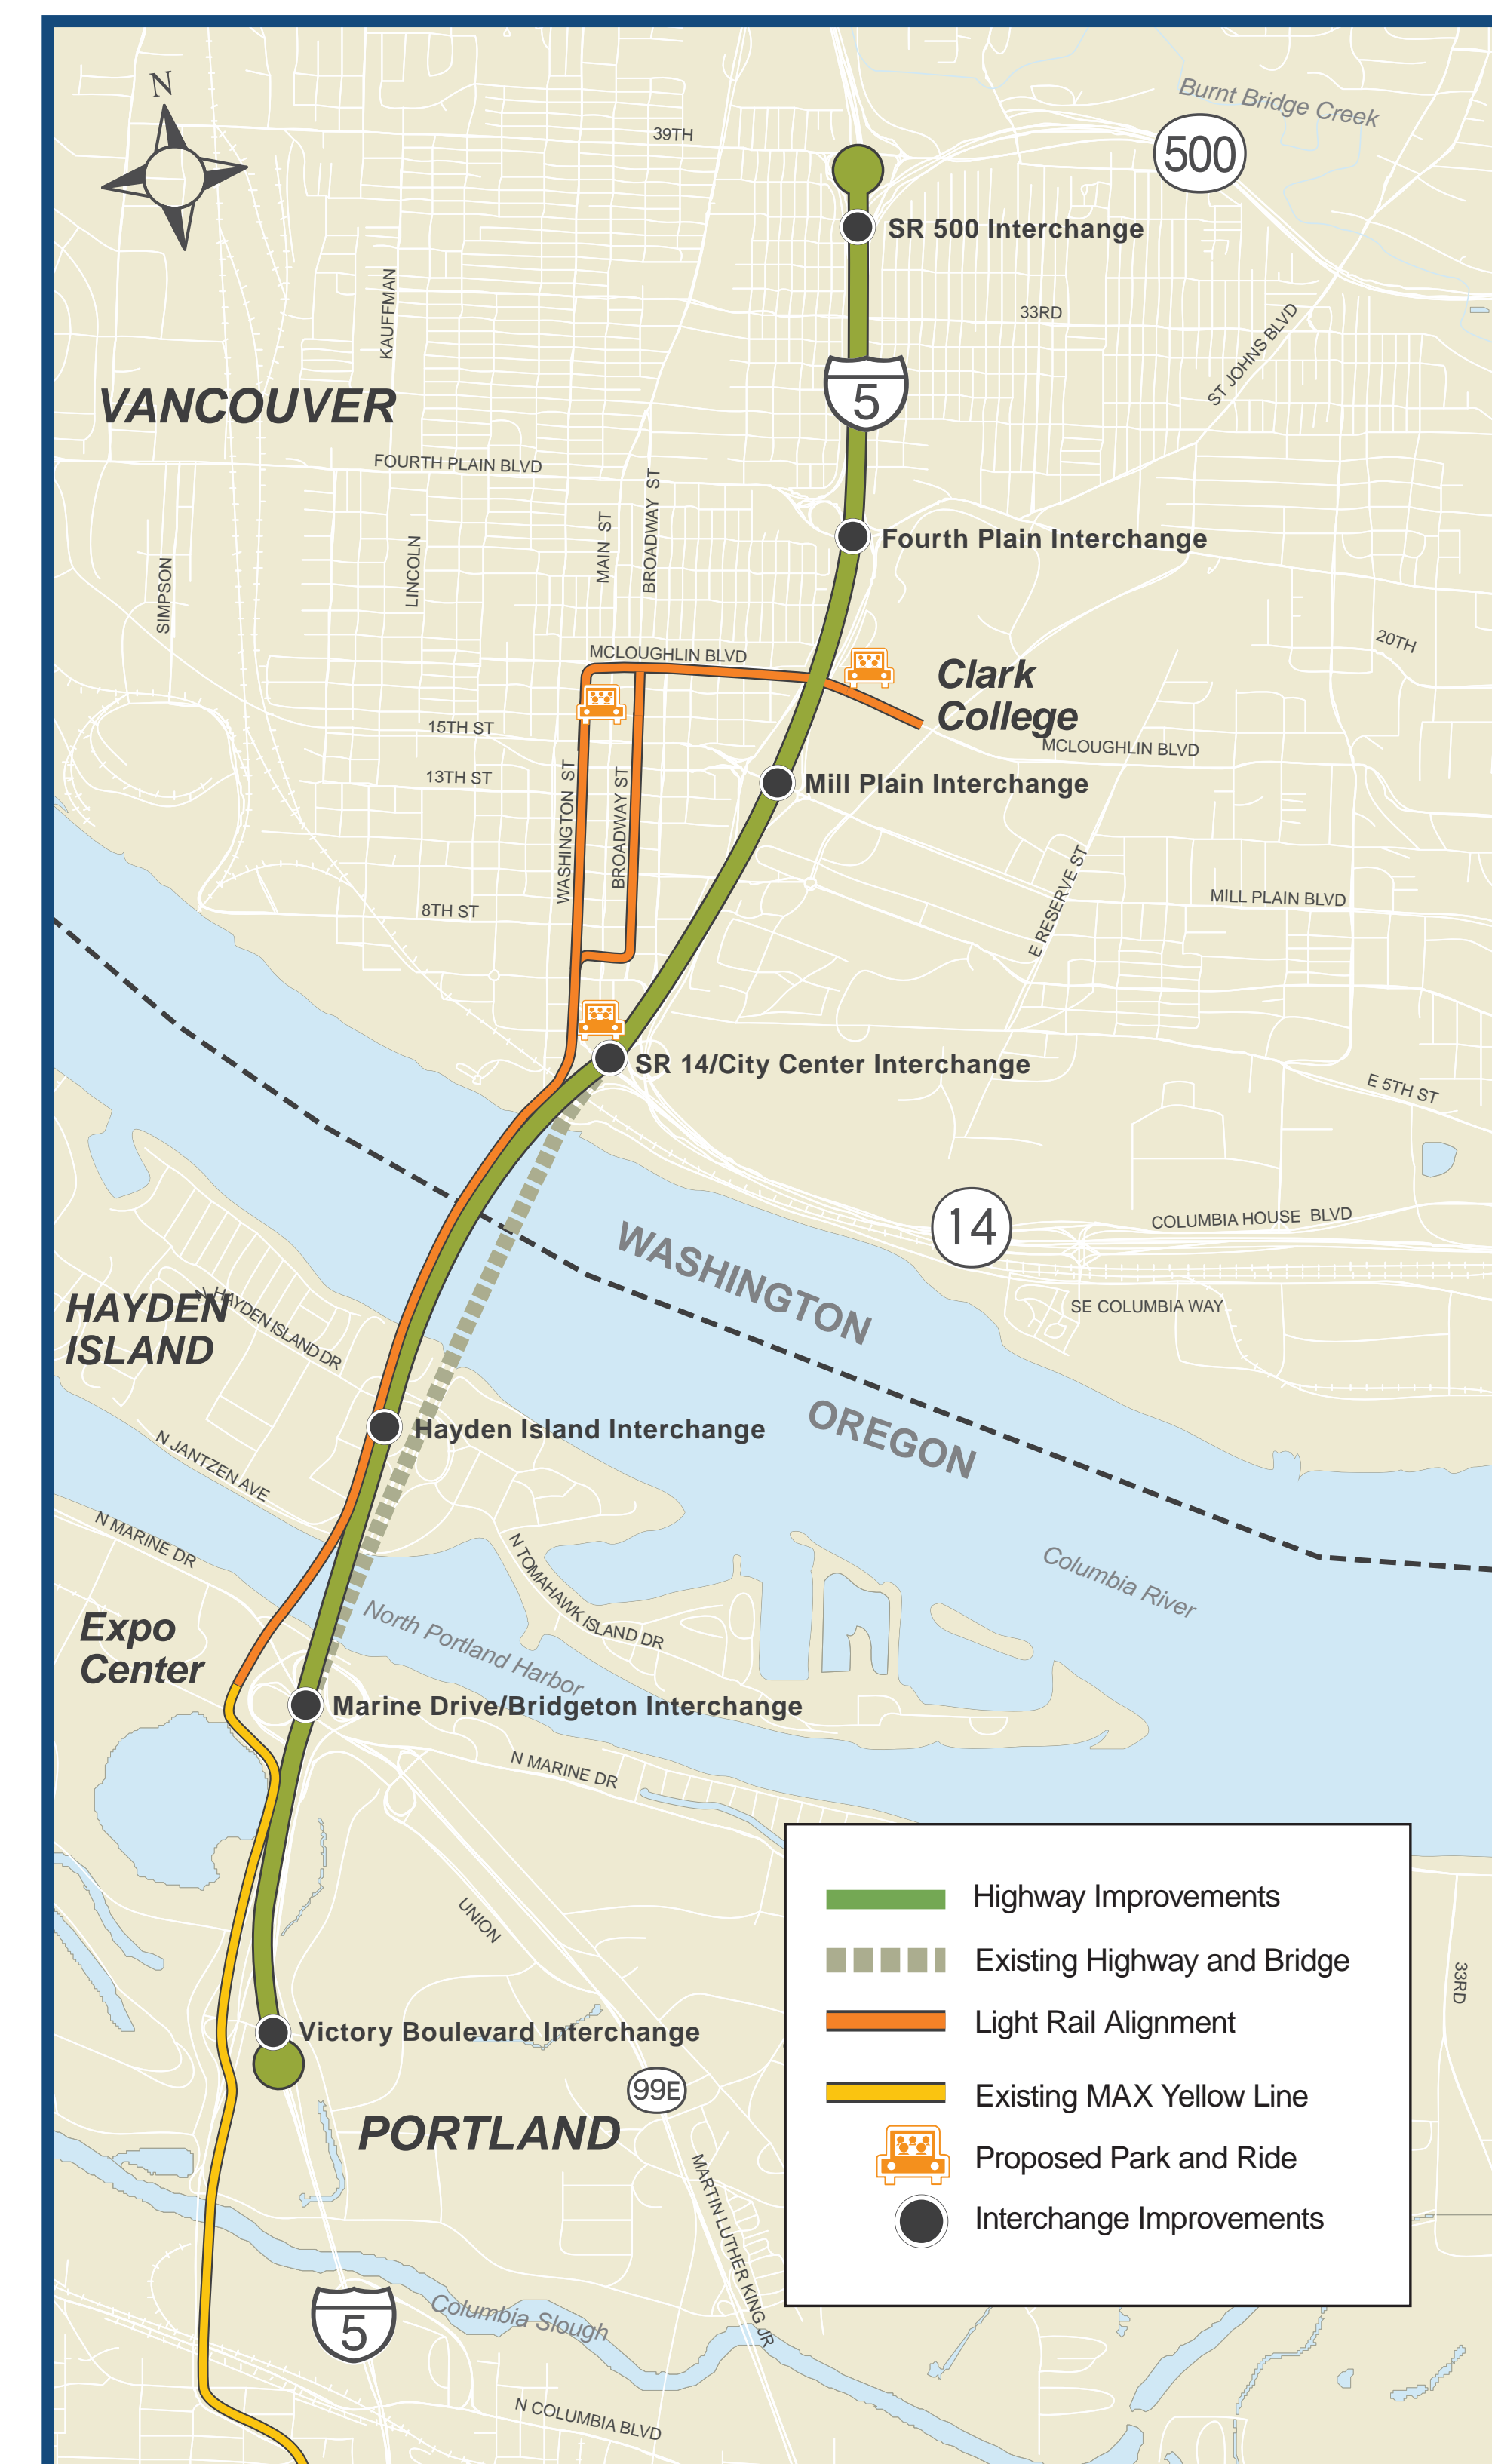 N
Burnt Bridge Creek
39TH
500
SR 500 Interchange
KAUFFMAN
33RD
ST JOHNS BLVD
5
VANCOUVER
FOURTH PLAIN BLVD
MAIN ST
BROADWAY ST
Fourth Plain Interchange
SIMPSON
LINCOLN
20TH
MCLOUGHLIN BLVD
Clark
College
15TH ST
MCLOUGHLIN BLVD
13TH ST
WASHINGTON ST
BROADWAY ST
Mill Plain Interchange
E RESERVE ST
MILL PLAIN BLVD
8TH ST
SR 14/City Center Interchange
E 5TH ST
14
COLUMBIA HOUSE BLVD
WASHINGTON
SE COLUMBIA WAY
HAYDEN
ISLAND
N HAYDEN ISLAND DR
OREGON
Hayden Island Interchange
N JANTZEN AVE
N MARINE DR
N TOMAHAWK ISLAND DR
Columbia River
Expo
Center
North Portland Harbor
Marine Drive/Bridgeton Interchange
N MARINE DR
UNION
Highway Improvements
Existing Highway and Bridge
Light Rail Alignment
Existing MAX Yellow Line
Proposed Park and Ride
Interchange Improvements
33RD
Victory Boulevard Interchange
99E
PORTLAND
MARTIN LUTHER KING JR
5
Columbia Slough
N COLUMBIA BLVD